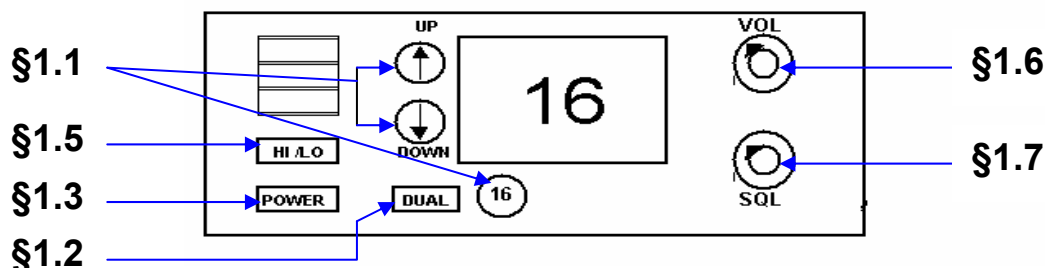 UP
VOL
§1.1
§1.6
16
§1.5
HI /LO
DOWN
§1.7
§1.3
POWER
DUAL
16
SQL
§1.2